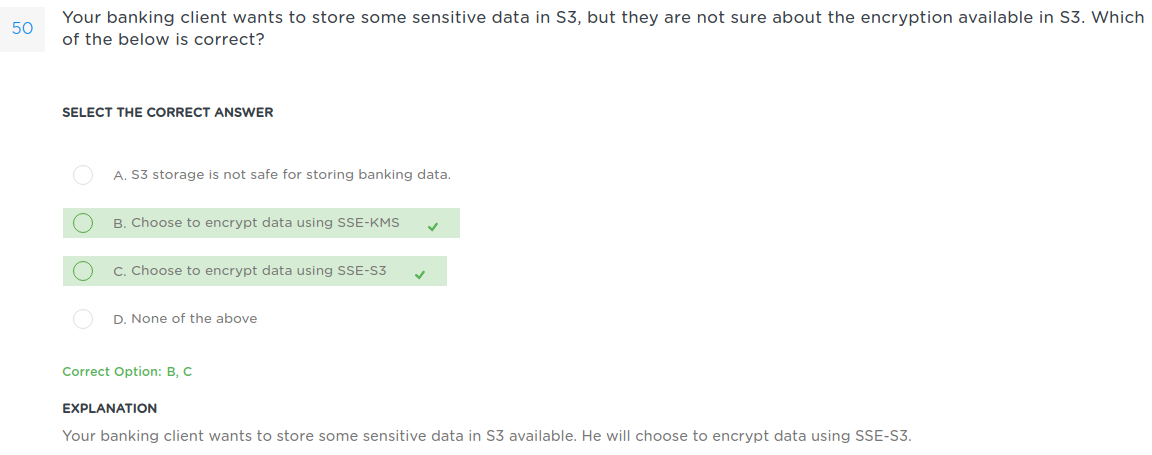 50
Your banking client wants to store some sensitive data in S3, but they are not sure about the encryption available in S3. Which
of the below is correct?
SELECT THE CORRECT ANSWER
A. S3 storage is not safe for storing banking data.
B. Choose to encrypt data using SSE-KMS
C. Choose to encrypt data using SSE-S3
D. None of the above
Correct Option: B, C
EXPLANATION
Your banking client wants to store some sensitive data in S3 available. He will choose to encrypt data using SSE-S3.